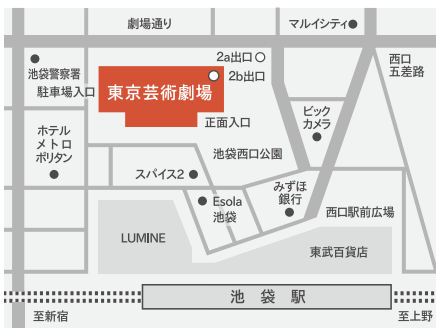 劇場通り
マルイシティ
2a出口
池袋警察署
駐車場入口
東京芸術劇場
2b出口
西口
五差路
正面入口
ビック
カメラ
ホテル
メトロ
ポリタン
池袋西口公園
スパイス2
Esola
池袋
みずほ
銀行
西口駅前広場
LUMINE
東武百貨店
池袋駅
至新宿
至上野